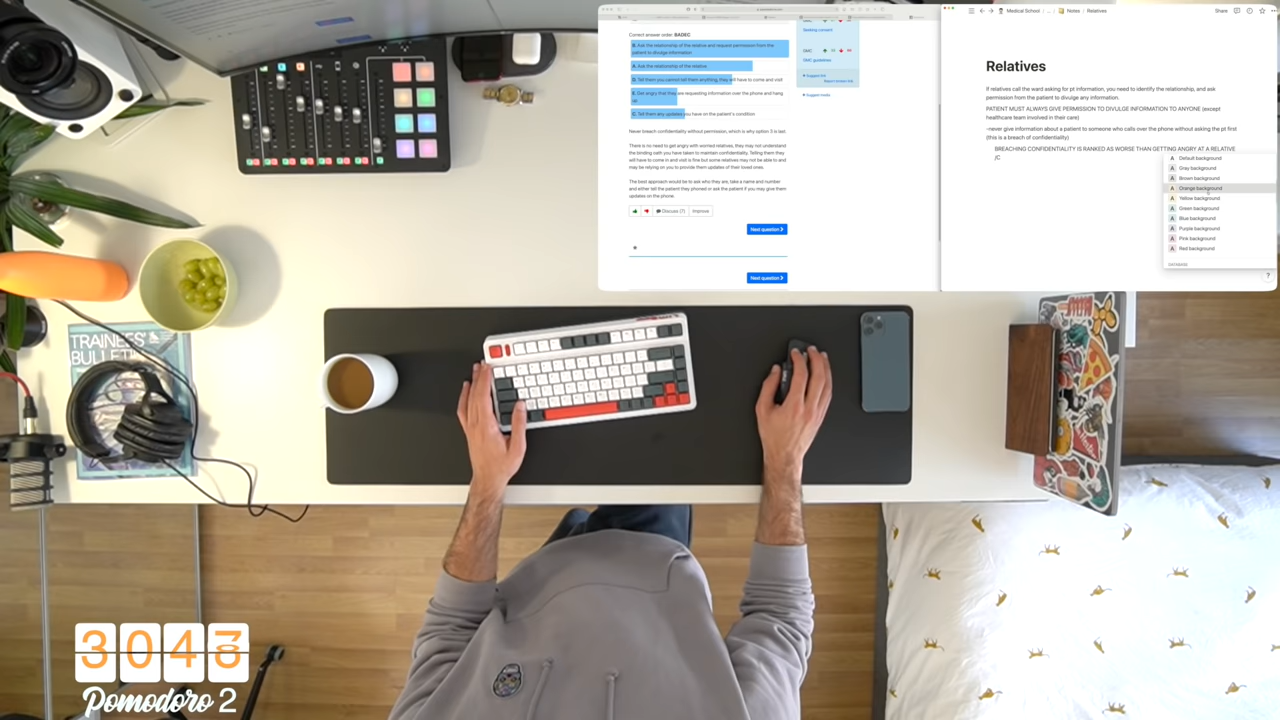 Correct answer order: BADEC
B. Ask the relationship of the relative and request permission from the
patient to divulge information
A. Ask the relationship of the relative
D. Tell them you cannot tell them anything, they will have to come and visit
E. Get angry that they are requesting information over the phone and hang
up
C. Tell them any updates you have on the patient's condition
Never breach confidentiality without permission, which is why option 3 is last.
There is no need to get angry with worried relatives, they may not understand
the binding oath you have taken to maintain confidentiality. Telling them they
will have to come in and visit is fine but some relatives may not be able to and
may be relying on you to provide them updates of their loved ones.
The best approach would be to ask who they are, take a name and number
and either tell the patient they phoned or ask the patient if you may give them
updates on the phone.
Discuss (7)
Improve
Next question
Next question
Seeking consent
GMC guidelines
Suggest link
Suggest media
Medical School / ... / Notes / Relatives
Share
Relatives
If relatives call the ward asking for pt information, you need to identify the relationship, and ask
permission from the patient to divulge any information.
PATIENT MUST ALWAYS GIVE PERMISSION TO DIVULGE INFORMATION TO ANYONE (except
healthcare team involved in their care)
-never give information about a patient to someone who calls over the phone without asking the pt first
(this is a breach of confidentiality)
BREACHING CONFIDENTIALITY IS RANKED AS WORSE THAN GETTING ANGRY AT A RELATIVE
/C
A Default background
A Gray background
A Brown background
A Orange background
A Yellow background
A Green background
A Blue background
A Purple background
A Pink background
A Red background
DATABASE
?
TRAINEES'
BULLETIN
Pomodoro 2